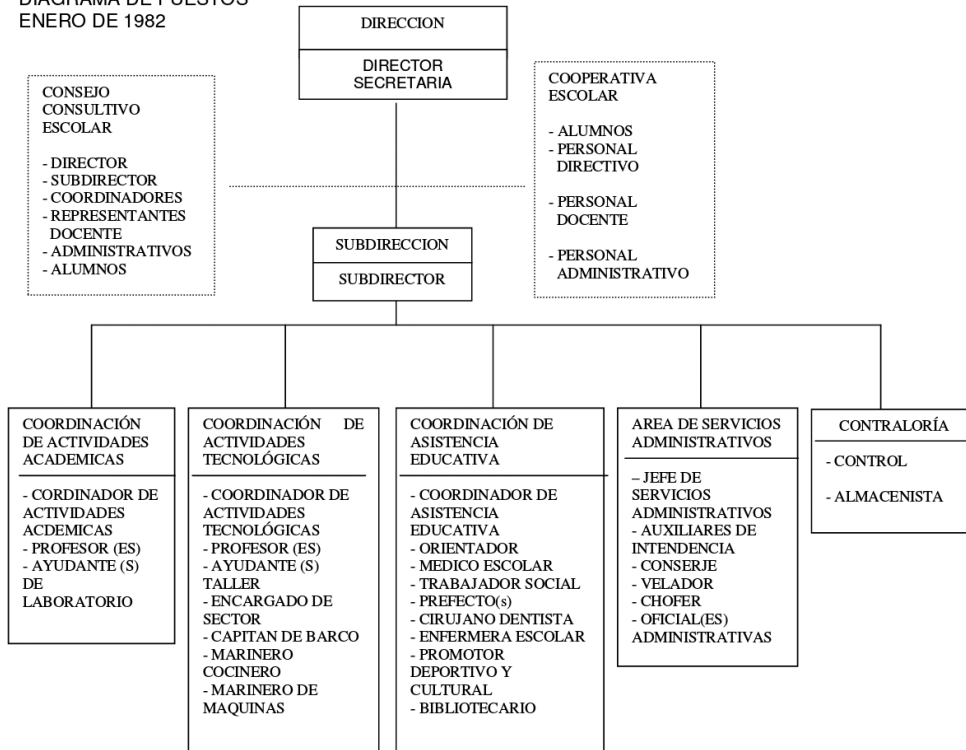 DIAGRAMA DE PUESTOS
ENERO DE 1982
DIRECCION
DIRECTOR
SECRETARIA
CONSEJO
CONSULTIVO
ESCOLAR
- DIRECTOR
- SUBDIRECTOR
- COORDINADORES
- REPRESENTANTES
DOCENTE
- ADMINISTRATIVOS
- ALUMNOS
COOPERATIVA
ESCOLAR
- ALUMNOS
- PERSONAL
DIRECTIVO
- PERSONAL
DOCENTE
- PERSONAL
ADMINISTRATIVO
SUBDIRECCION
SUBDIRECTOR
COORDINACIÓN
DE ACTIVIDADES
ACADEMICAS
- CORDINADOR DE
ACTIVIDADES
ACDEMICAS
- PROFESOR (ES)
- AYUDANTE (S)
DE
LABORATORIO
COORDINACIÓN DE
ACTIVIDADES
TECNOLÓGICAS
- COORDINADOR DE
ACTIVIDADES
TECNOLÓGICAS
- PROFESOR (ES)
- AYUDANTE (S)
TALLER
- ENCARGADO DE
SECTOR
- CAPITAN DE BARCO
- MARINERO
COCINERO
- MARINERO DE
MAQUINAS
COORDINACIÓN DE
ASISTENCIA
EDUCATIVA
- COORDINADOR DE
ASISTENCIA
EDUCATIVA
- ORIENTADOR
- MEDICO ESCOLAR
- TRABAJADOR SOCIAL
- PREFECTO(s)
- CIRUJANO DENTISTA
- ENFERMERA ESCOLAR
- PROMOTOR
DEPORTIVO Y
CULTURAL
- BIBLIOTECARIO
AREA DE SERVICIOS
ADMINISTRATIVOS
– JEFE DE
SERVICIOS
ADMINISTRATIVOS
- AUXILIARES DE
INTENDENCIA
- CONSERJE
- VELADOR
- CHOFER
- OFICIAL(ES)
ADMINISTRATIVAS
CONTRALORÍA
- CONTROL
- ALMACENISTA